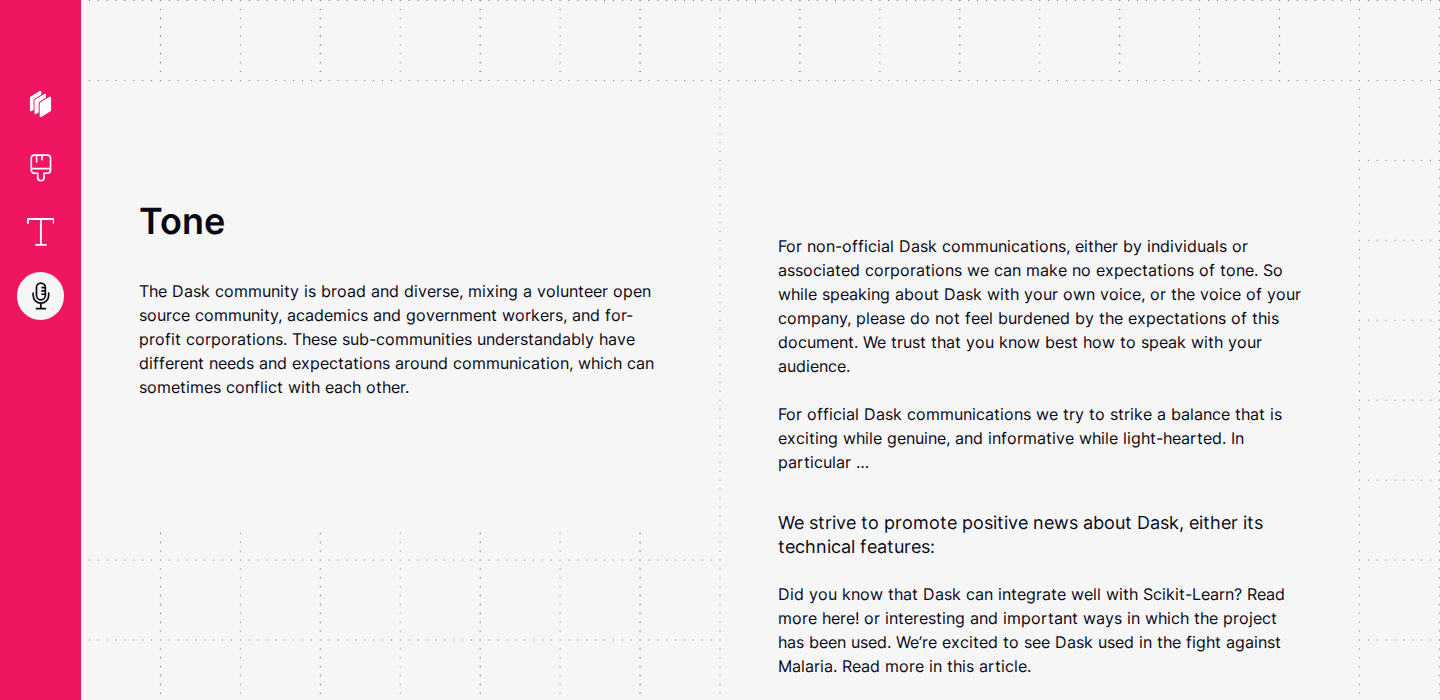 Tone
The Dask community is broad and diverse, mixing a volunteer open
source community, academics and government workers, and for-
profit corporations. These sub-communities understandably have
different needs and expectations around communication, which can
sometimes conflict with each other.
For non-official Dask communications, either by individuals or
associated corporations we can make no expectations of tone. So
while speaking about Dask with your own voice, or the voice of your
company, please do not feel burdened by the expectations of this
document. We trust that you know best how to speak with your
audience.
For official Dask communications we try to strike a balance that is
exciting while genuine, and informative while light-hearted. In
particular ...
We strive to promote positive news about Dask, either its
technical features:
Did you know that Dask can integrate well with Scikit-Learn? Read
more here! or interesting and important ways in which the project
has been used. We’re excited to see Dask used in the fight against
Malaria. Read more in this article.